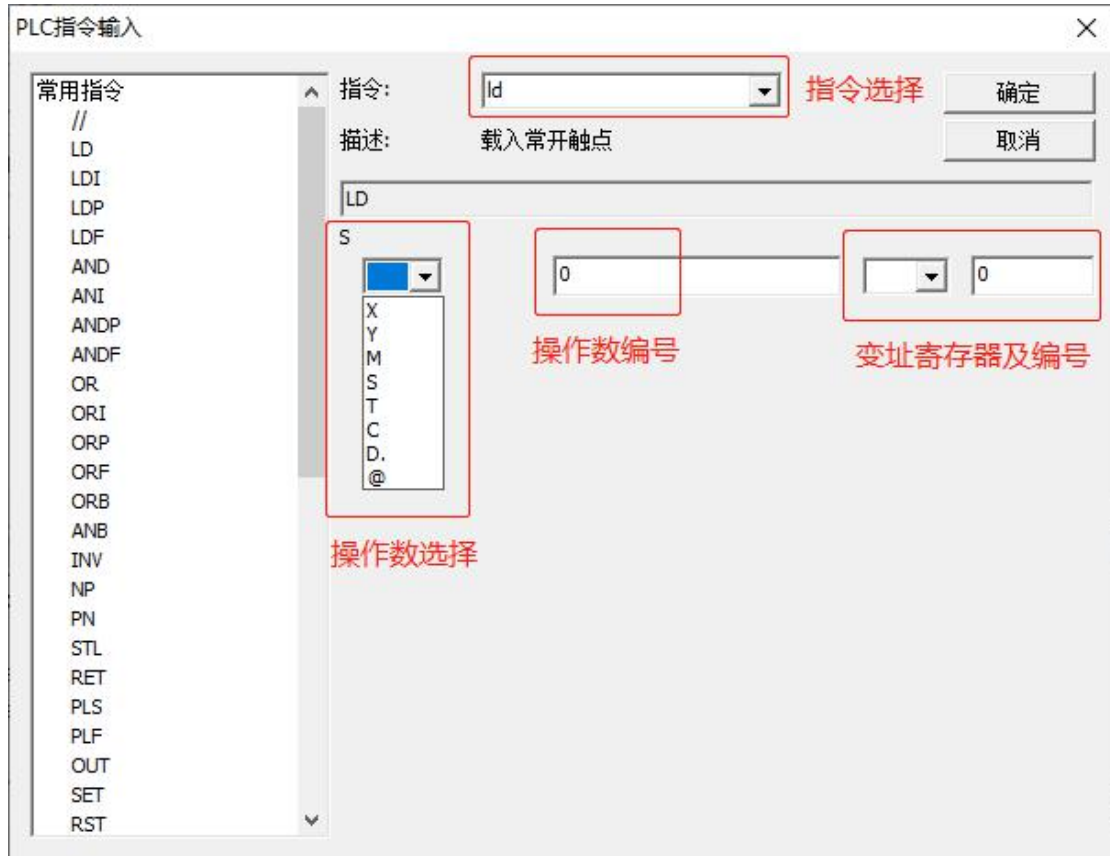 PLC指令输入
常用指令
//
LD
LDI
LDP
LDF
AND
ANI
ANDP
ANDF
OR
ORI
ORP
ORF
ORB
ANB
INV
NP
PN
STL
RET
PLS
PLF
OUT
SET
RST
指令: ld 指令选择 确定
描述: 载入常开触点 取消
LD
S
0 0
X
Y
M
S
T
C
D.
@
操作数编号 变址寄存器及编号
操作数选择